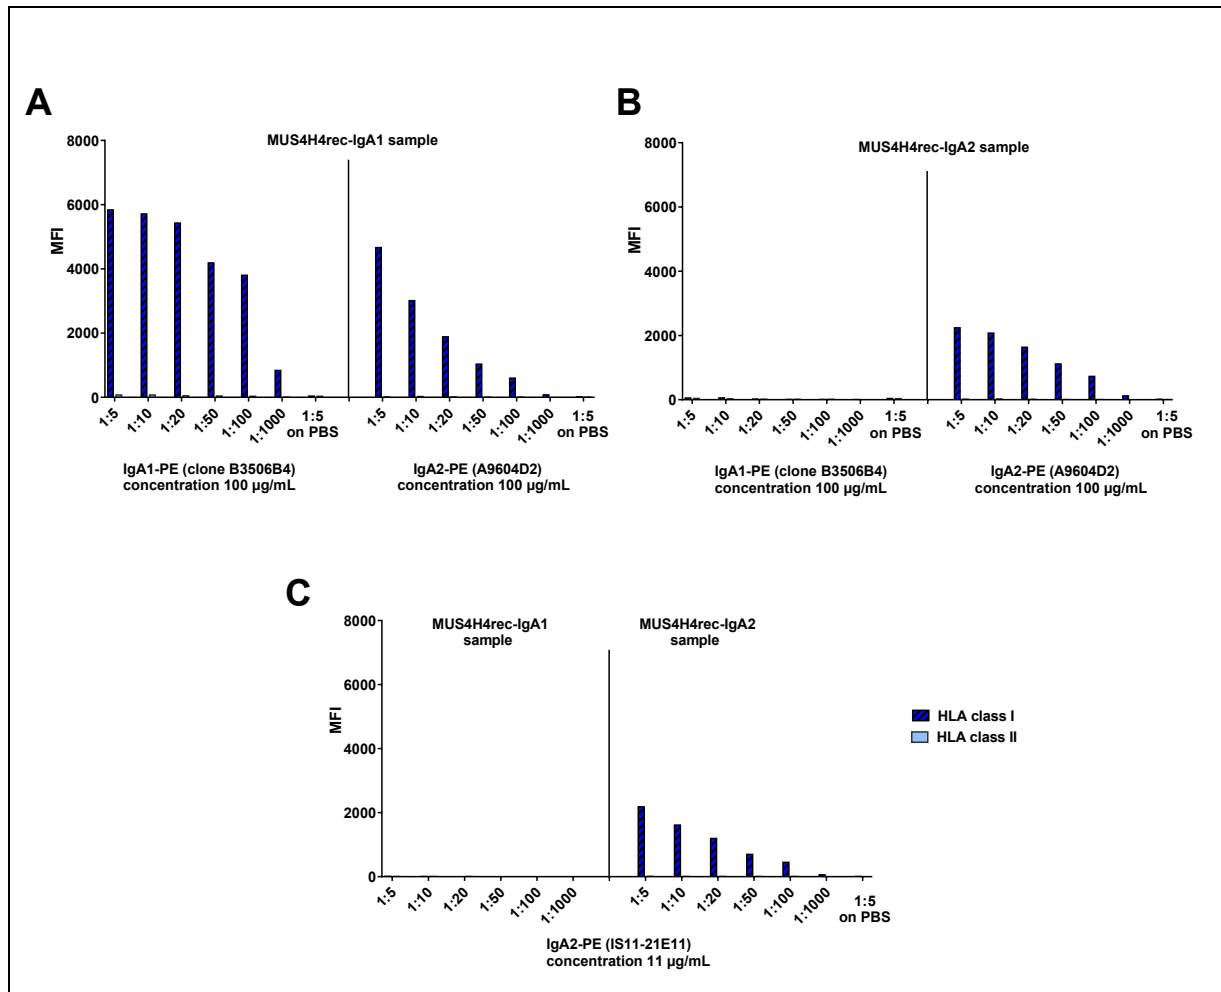 A
MUS4H4rec-IgA1 sample
MFI
8000
6000
4000
2000
0
1:5
1:10
1:20
1:50
1:100
1:1000
1:5
on PBS
1:5
1:10
1:20
1:50
1:100
1:1000
1:5
on PBS
IgA1-PE (clone B3506B4)
concentration 100 µg/mL
IgA2-PE (A9604D2)
concentration 100 µg/mL
B
MUS4H4rec-IgA2 sample
MFI
8000
6000
4000
2000
0
1:5
1:10
1:20
1:50
1:100
1:1000
1:5
on PBS
1:5
1:10
1:20
1:50
1:100
1:1000
1:5
on PBS
IgA1-PE (clone B3506B4)
concentration 100 µg/mL
IgA2-PE (A9604D2)
concentration 100 µg/mL
C
MUS4H4rec-IgA1
sample
MUS4H4rec-IgA2
sample
MFI
8000
6000
4000
2000
0
1:5
1:10
1:20
1:50
1:100
1:1000
1:5
1:10
1:20
1:50
1:100
1:1000
1:5
on PBS
IgA2-PE (IS11-21E11)
concentration 11 µg/mL
HLA class I
HLA class II